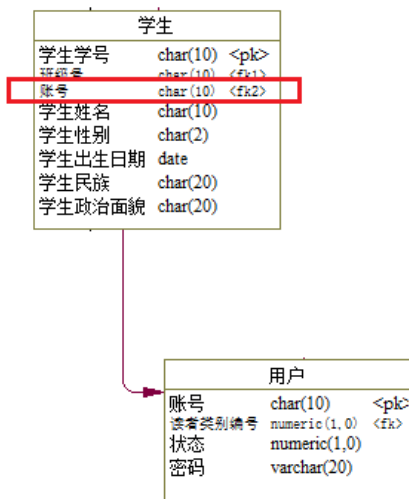 学生
学生学号 char(10) <pk>
班级号 char(10) <fk1>
账号 char(10) <fk2>
学生姓名 char(10)
学生性别 char(2)
学生出生日期 date
学生民族 char(20)
学生政治面貌 char(20)
用户
账号 char(10) <pk>
读者类别编号 numeric(1,0) <fk>
状态 numeric(1,0)
密码 varchar(20)